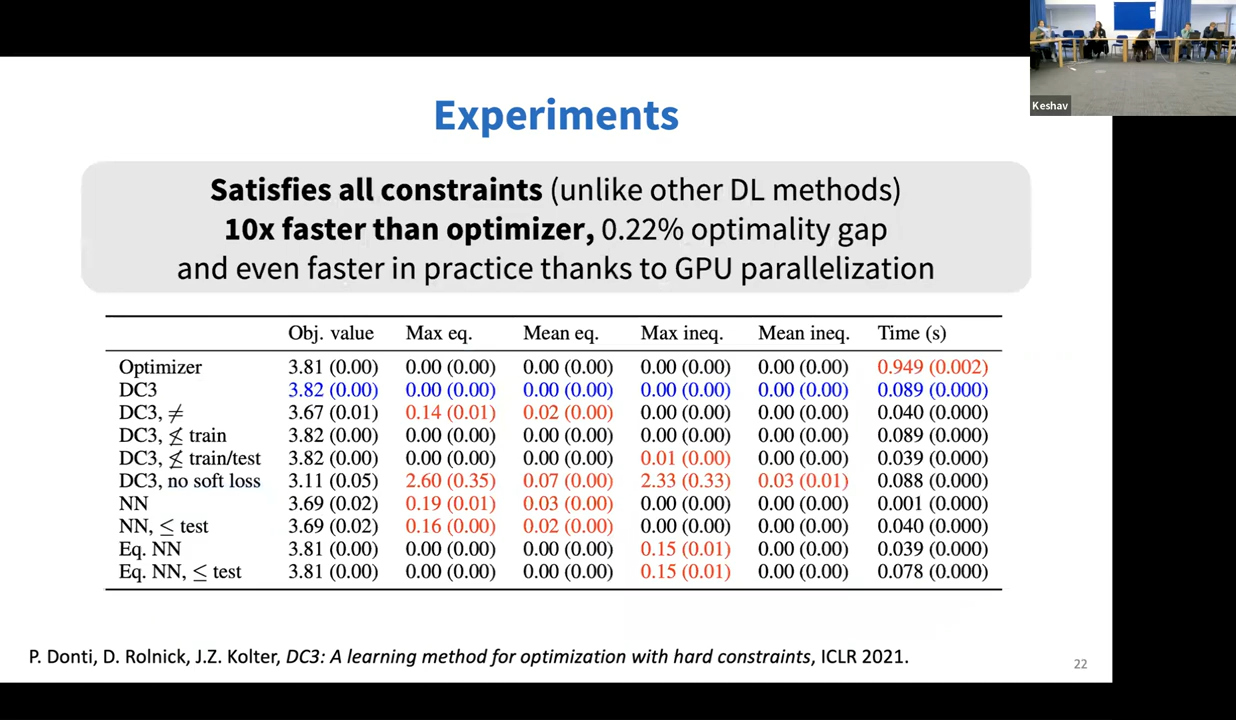 Keshav
Experiments
Satisfies all constraints (unlike other DL methods)
10x faster than optimizer, 0.22% optimality gap
and even faster in practice thanks to GPU parallelization
Obj. value Max eq. Mean eq. Max ineq. Mean ineq. Time (s)
Optimizer 3.81 (0.00) 0.00 (0.00) 0.00 (0.00) 0.00 (0.00) 0.00 (0.00) 0.949 (0.002)
DC3 3.82 (0.00) 0.00 (0.00) 0.00 (0.00) 0.00 (0.00) 0.00 (0.00) 0.089 (0.000)
DC3, ≠ 3.67 (0.01) 0.14 (0.01) 0.02 (0.00) 0.00 (0.00) 0.00 (0.00) 0.040 (0.000)
DC3, ≰ train 3.82 (0.00) 0.00 (0.00) 0.00 (0.00) 0.00 (0.00) 0.00 (0.00) 0.089 (0.000)
DC3, ≰ train/test 3.82 (0.00) 0.00 (0.00) 0.00 (0.00) 0.01 (0.00) 0.00 (0.00) 0.039 (0.000)
DC3, no soft loss 3.11 (0.05) 2.60 (0.35) 0.07 (0.00) 2.33 (0.33) 0.03 (0.01) 0.088 (0.000)
NN 3.69 (0.02) 0.19 (0.01) 0.03 (0.00) 0.00 (0.00) 0.00 (0.00) 0.001 (0.000)
NN, ≤ test 3.69 (0.02) 0.16 (0.00) 0.02 (0.00) 0.00 (0.00) 0.00 (0.00) 0.040 (0.000)
Eq. NN 3.81 (0.00) 0.00 (0.00) 0.00 (0.00) 0.15 (0.01) 0.00 (0.00) 0.039 (0.000)
Eq. NN, ≤ test 3.81 (0.00) 0.00 (0.00) 0.00 (0.00) 0.15 (0.01) 0.00 (0.00) 0.078 (0.000)
P. Donti, D. Rolnick, J.Z. Kolter, DC3: A learning method for optimization with hard constraints, ICLR 2021.
22